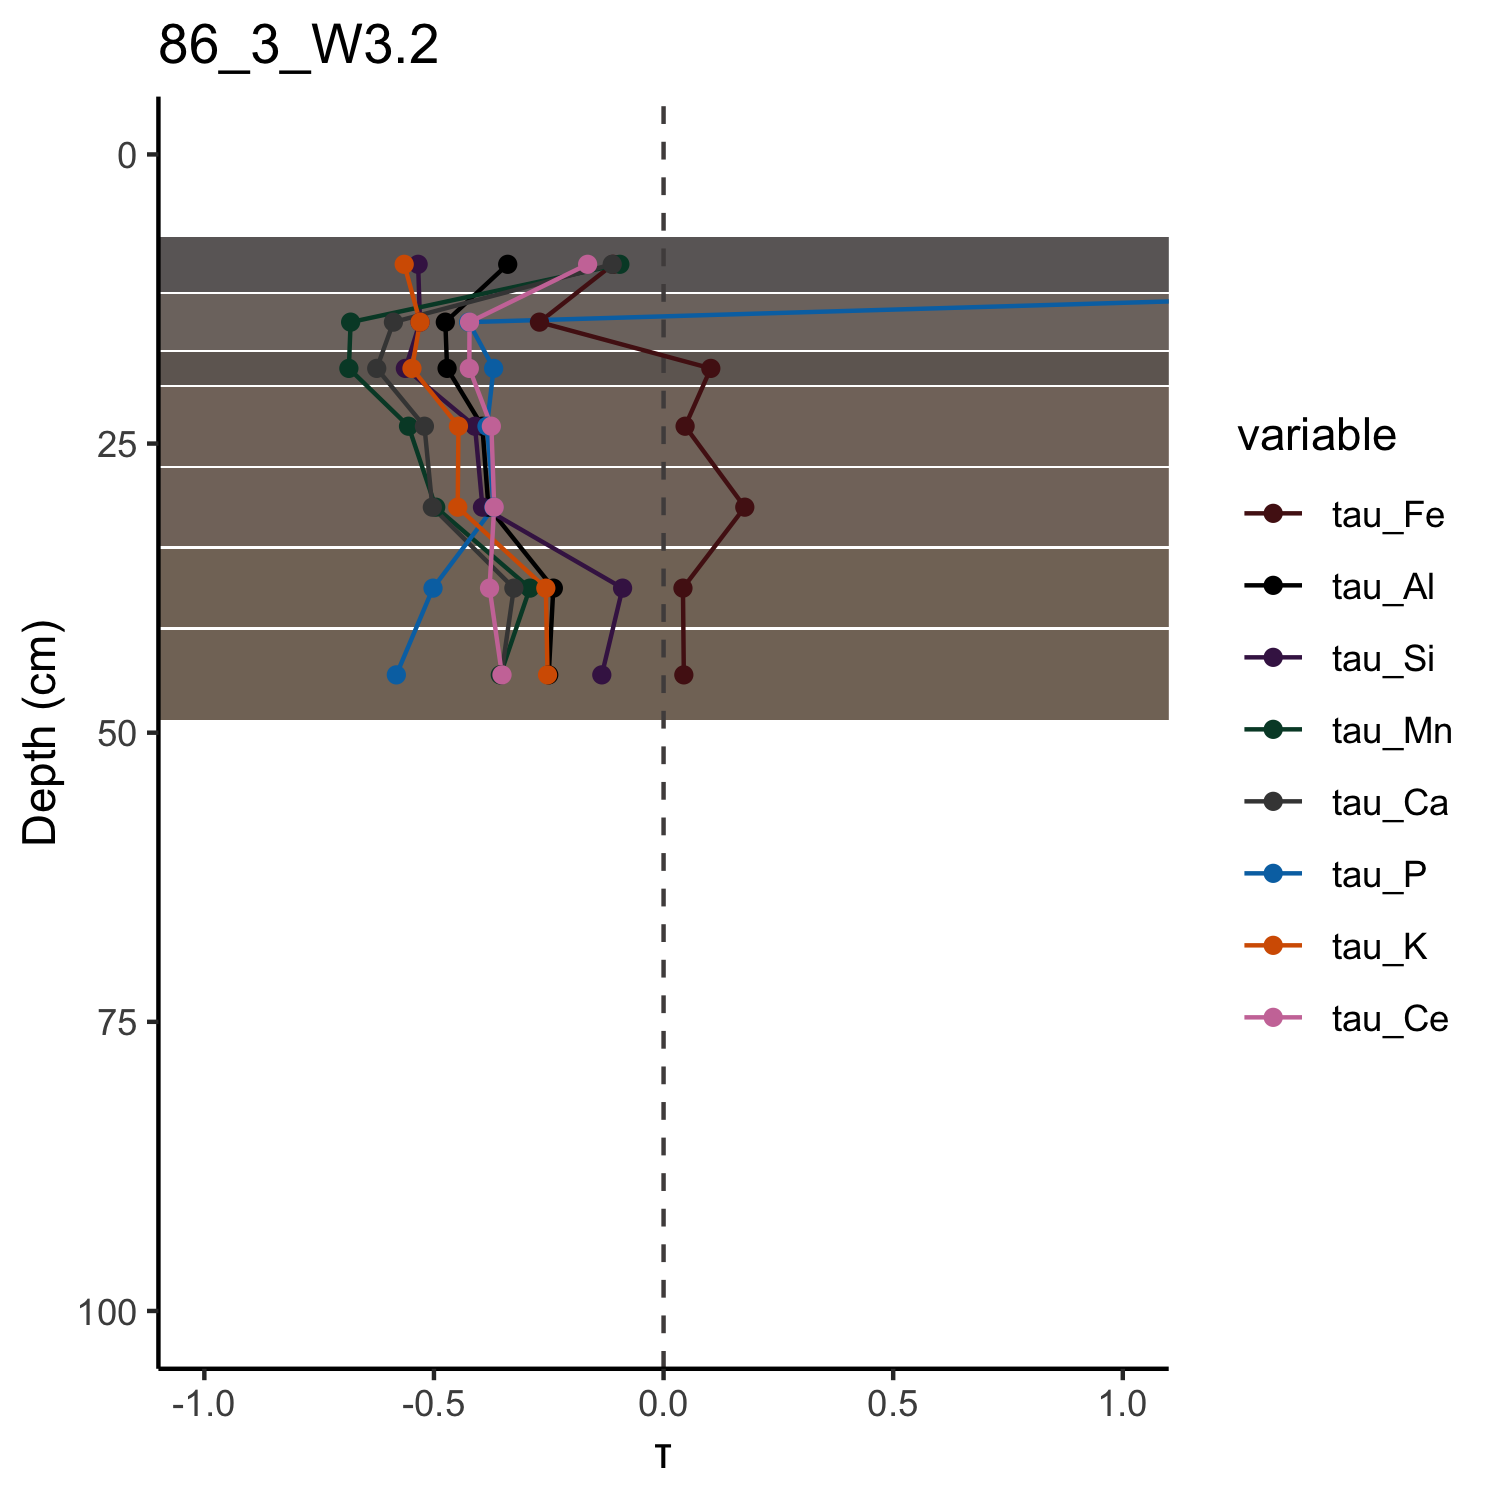 86_3_W3.2
0
25
50
75
100
Depth (cm)
-1.0
-0.5
0.0
0.5
1.0
τ
variable
tau_Fe
tau_Al
tau_Si
tau_Mn
tau_Ca
tau_P
tau_K
tau_Ce